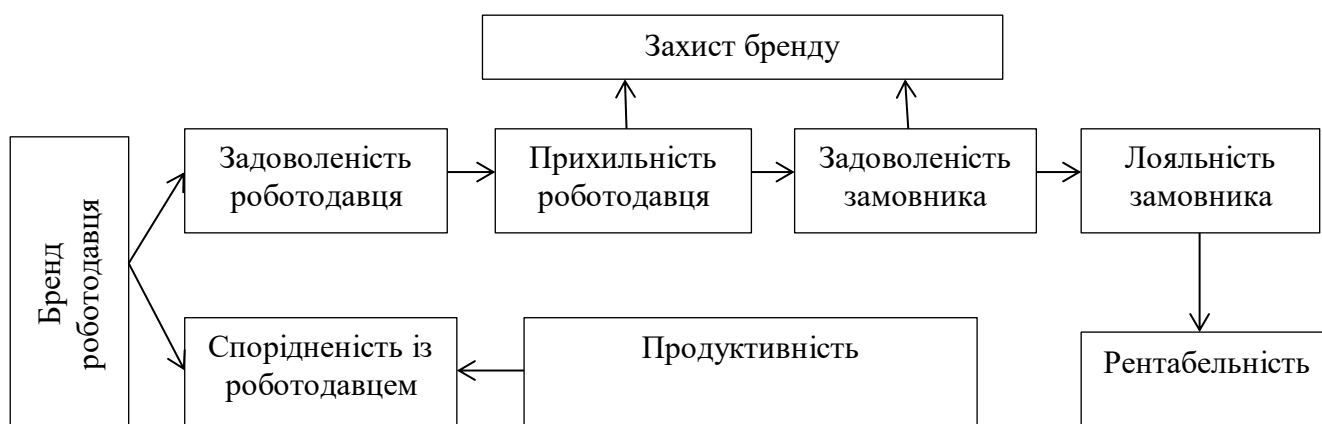 Захист бренду
Бренд
роботодавця
Задоволеність
роботодавця
Прихильність
роботодавця
Задоволеність
замовника
Лояльність
замовника
Спорідненість із
роботодавцем
Продуктивність
Рентабельність